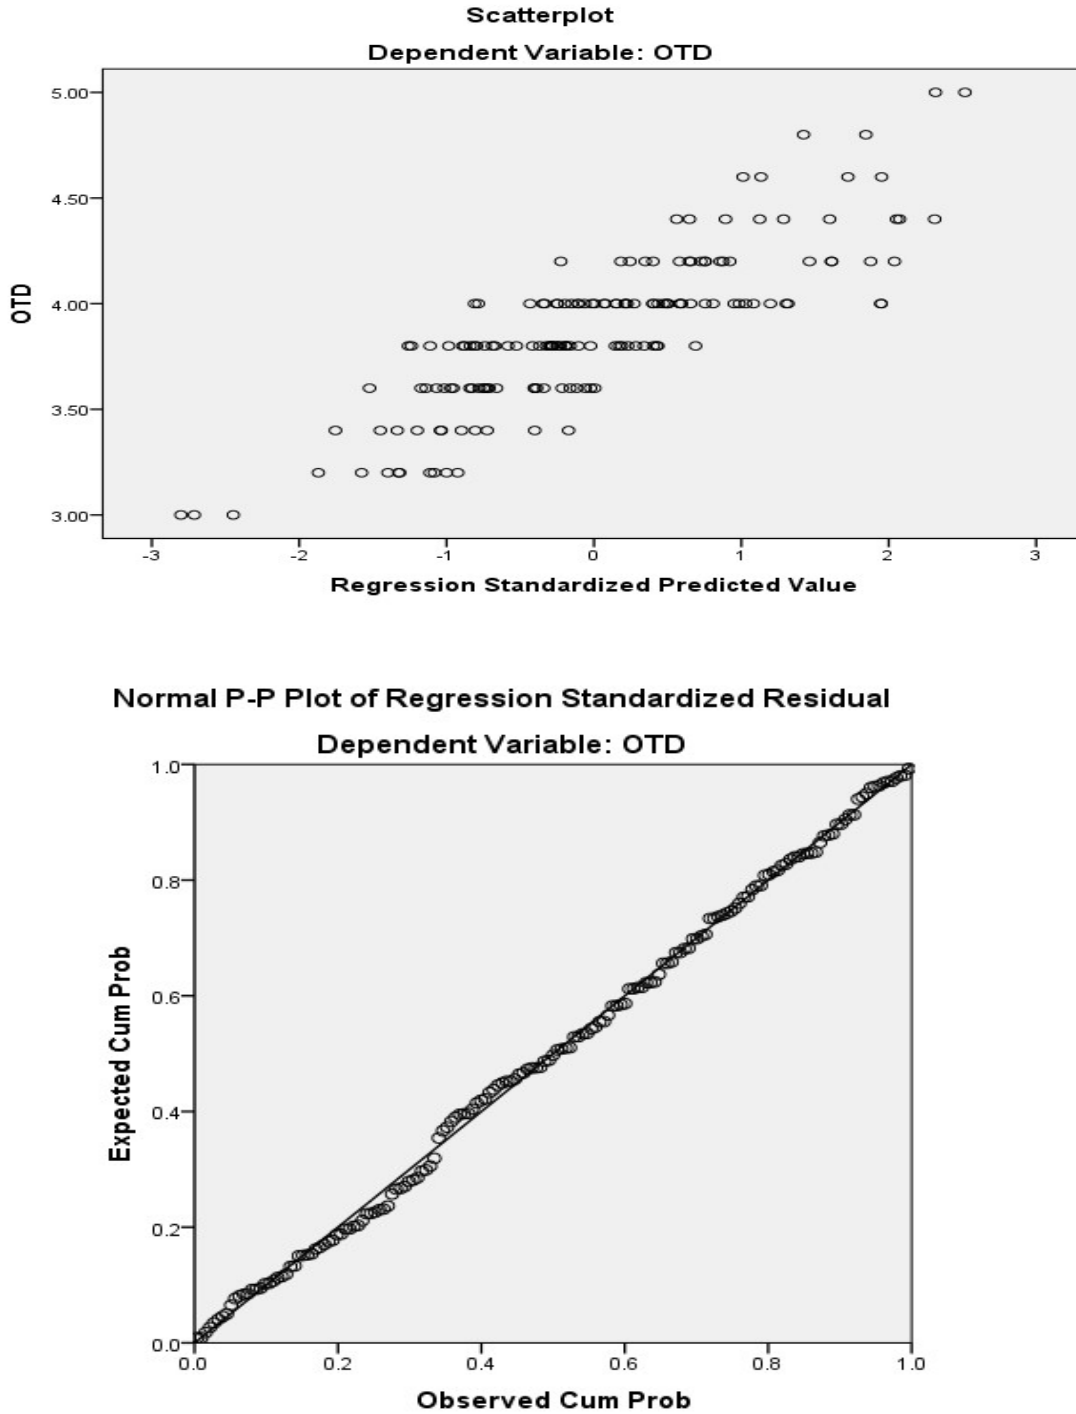 Scatterplot
Dependent Variable: OTD
5.00
4.50
4.00
3.50
3.00
OTD
-3 -2 -1 0 1 2 3
Regression Standardized Predicted Value
Normal P-P Plot of Regression Standardized Residual
Dependent Variable: OTD
1.0
0.8
0.6
0.4
0.2
0.0
Expected Cum Prob
0.0 0.2 0.4 0.6 0.8 1.0
Observed Cum Prob